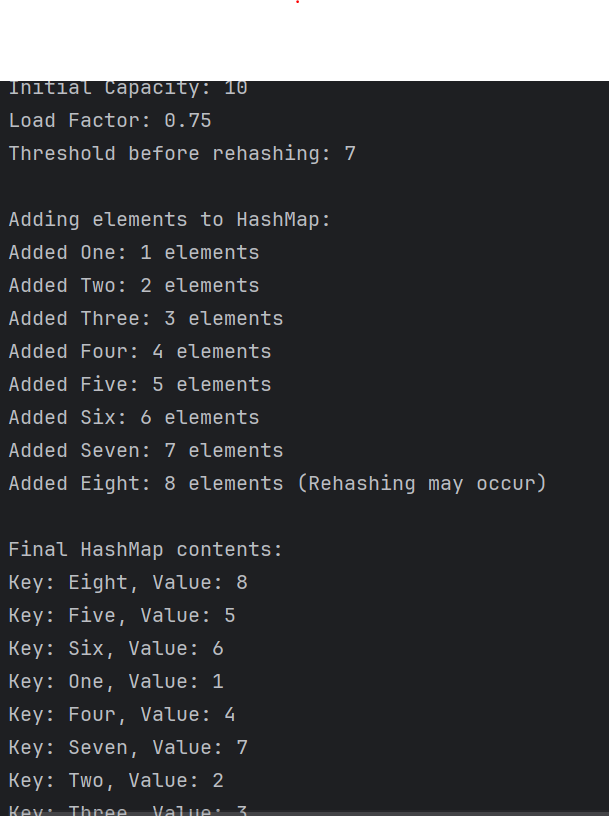 Initial Capacity: 10
Load Factor: 0.75
Threshold before rehashing: 7
Adding elements to HashMap:
Added One: 1 elements
Added Two: 2 elements
Added Three: 3 elements
Added Four: 4 elements
Added Five: 5 elements
Added Six: 6 elements
Added Seven: 7 elements
Added Eight: 8 elements (Rehashing may occur)
Final HashMap contents:
Key: Eight, Value: 8
Key: Five, Value: 5
Key: Six, Value: 6
Key: One, Value: 1
Key: Four, Value: 4
Key: Seven, Value: 7
Key: Two, Value: 2
Key: Three, Value: 3